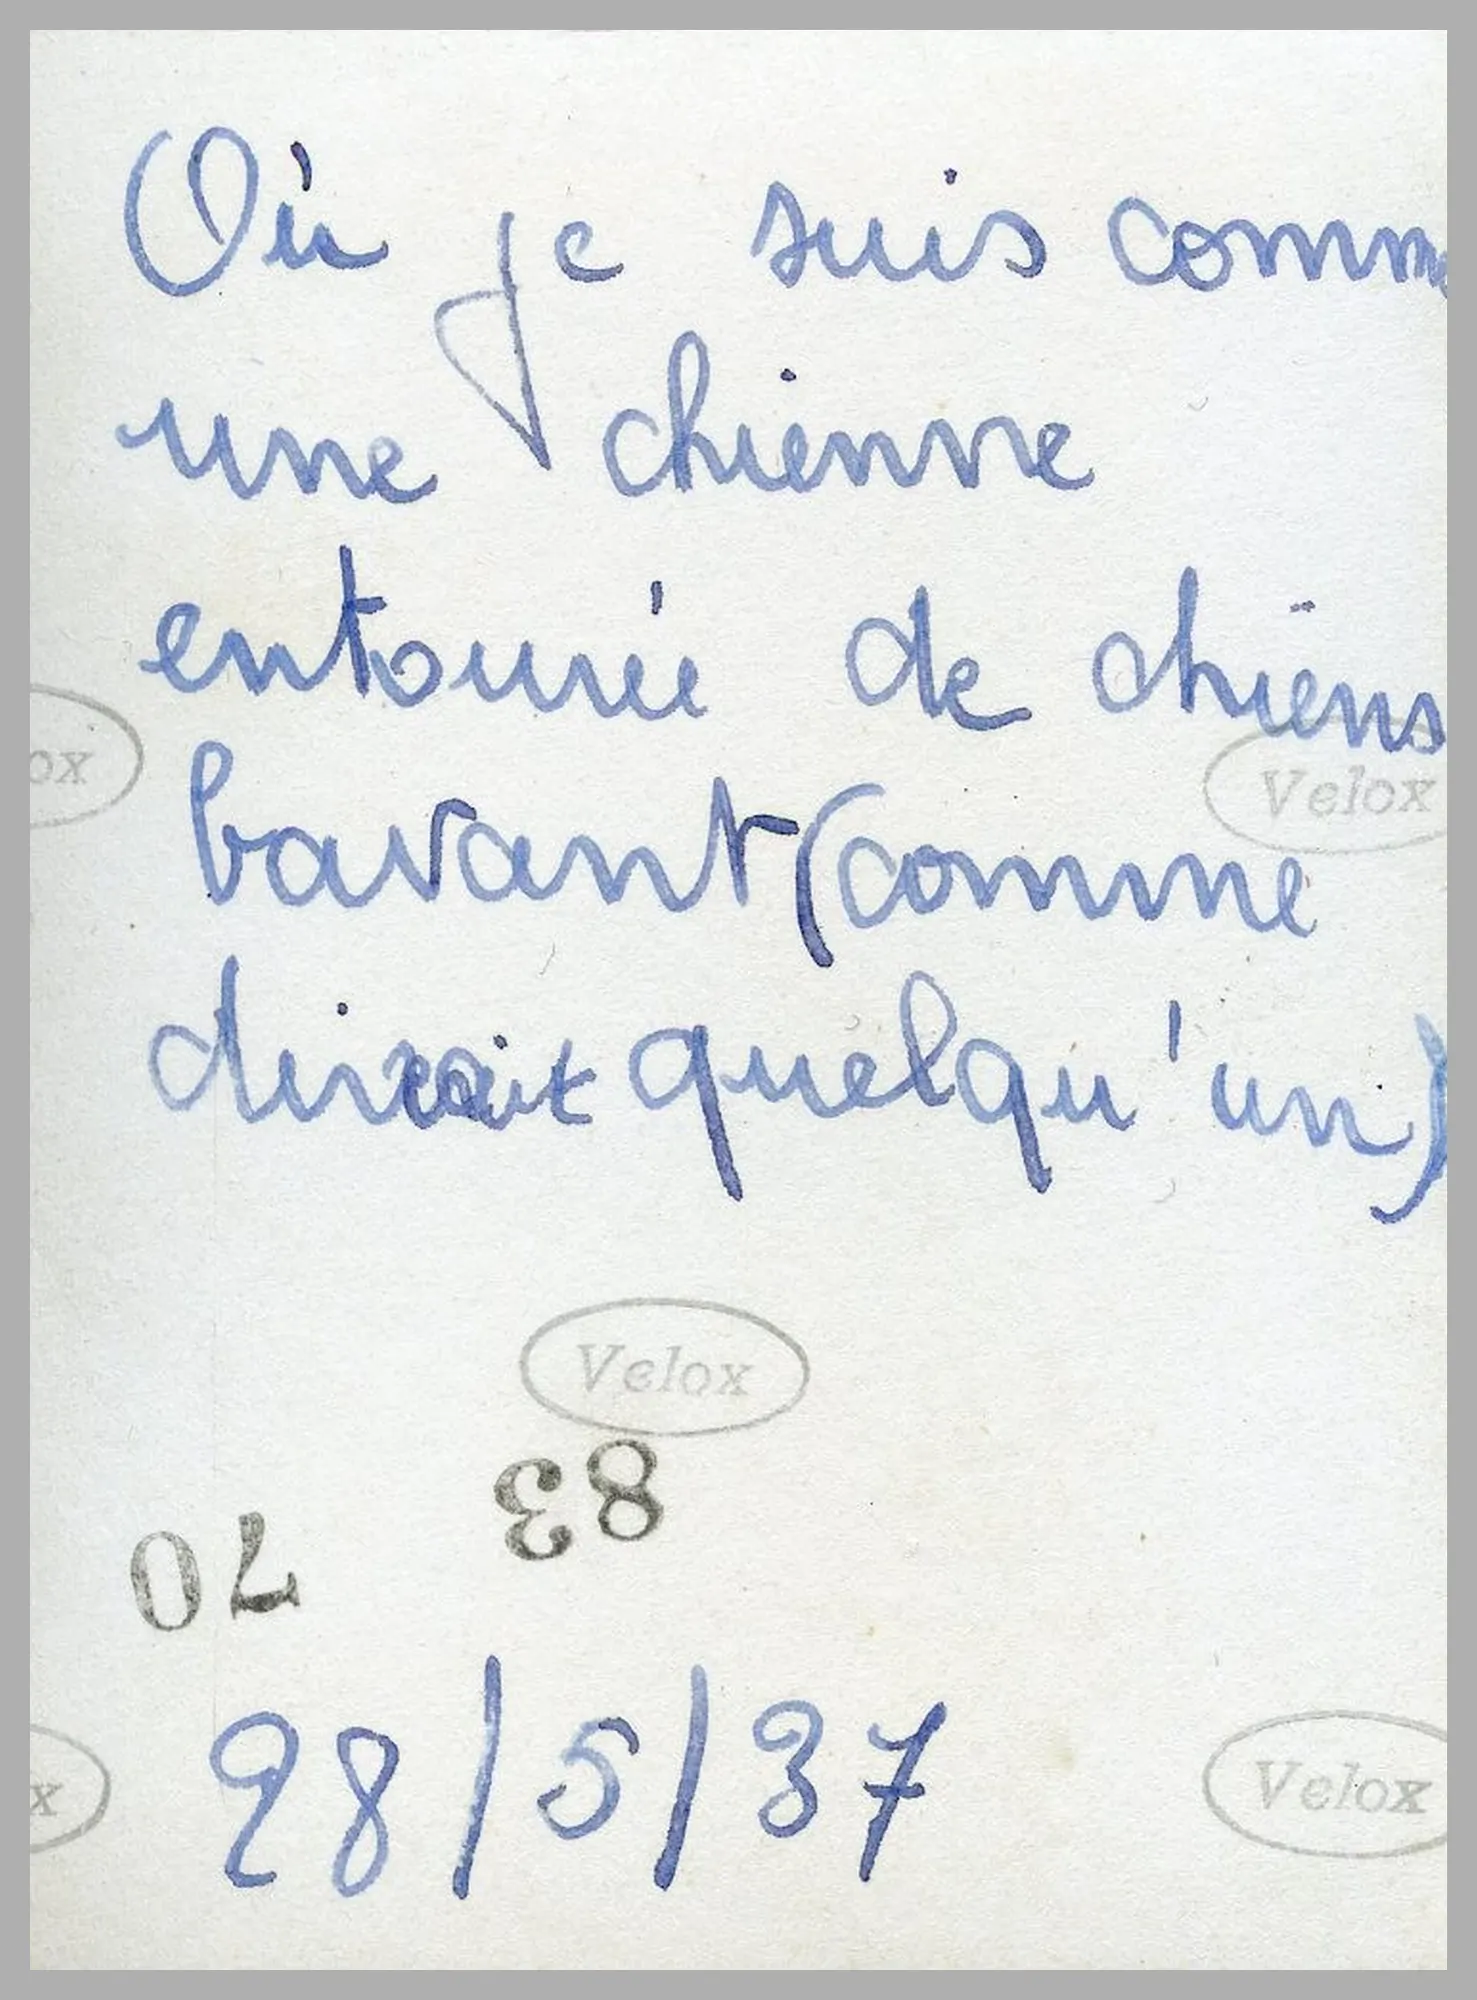 Où je suis comme
une chienne
entourée de chiens
bavant (comme
dirait quelqu'un)
ox
Velox
Velox
83
70
x
Velox
28/5/37